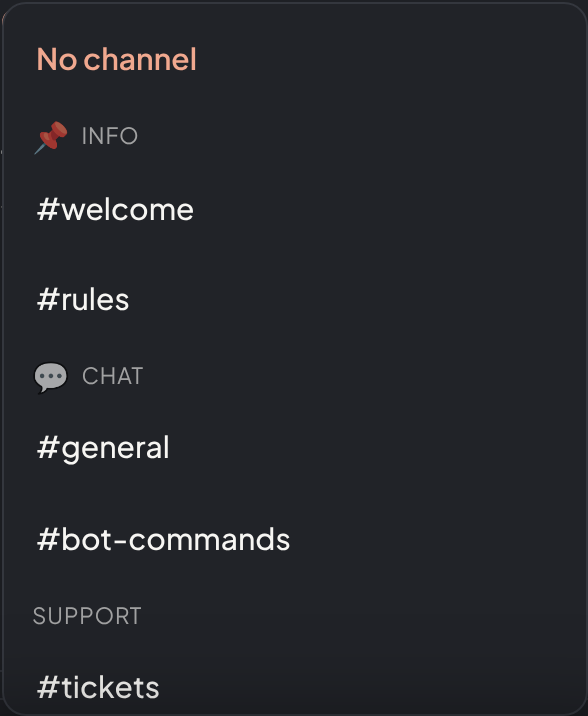 No channel
📌 INFO
#welcome
#rules
💬 CHAT
#general
#bot-commands
SUPPORT
#tickets